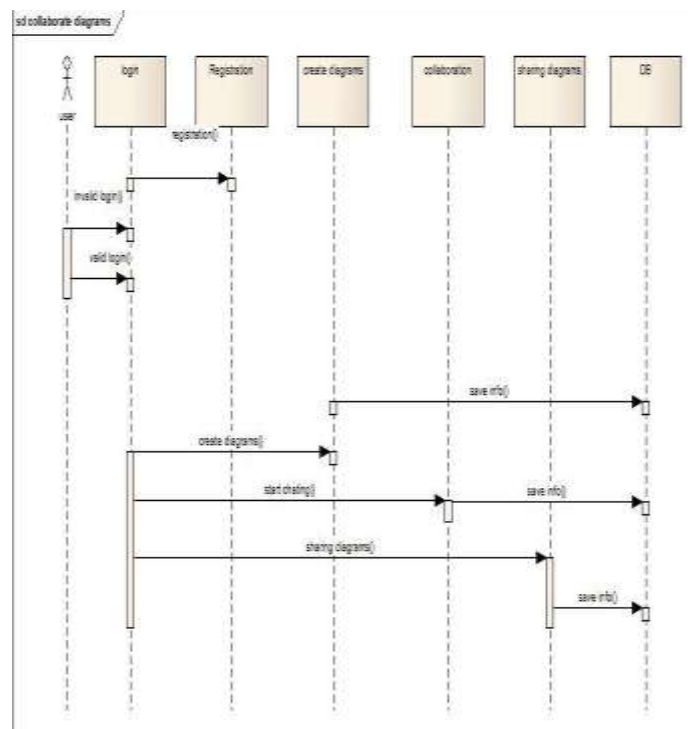 sd collaborate diagrams
user
login
Registration
create diagrams
collaboration
sharing diagrams
DB
registration()
invalid login()
valid login()
save info()
create diagrams()
start chating()
save info()
sharing diagrams()
save info()